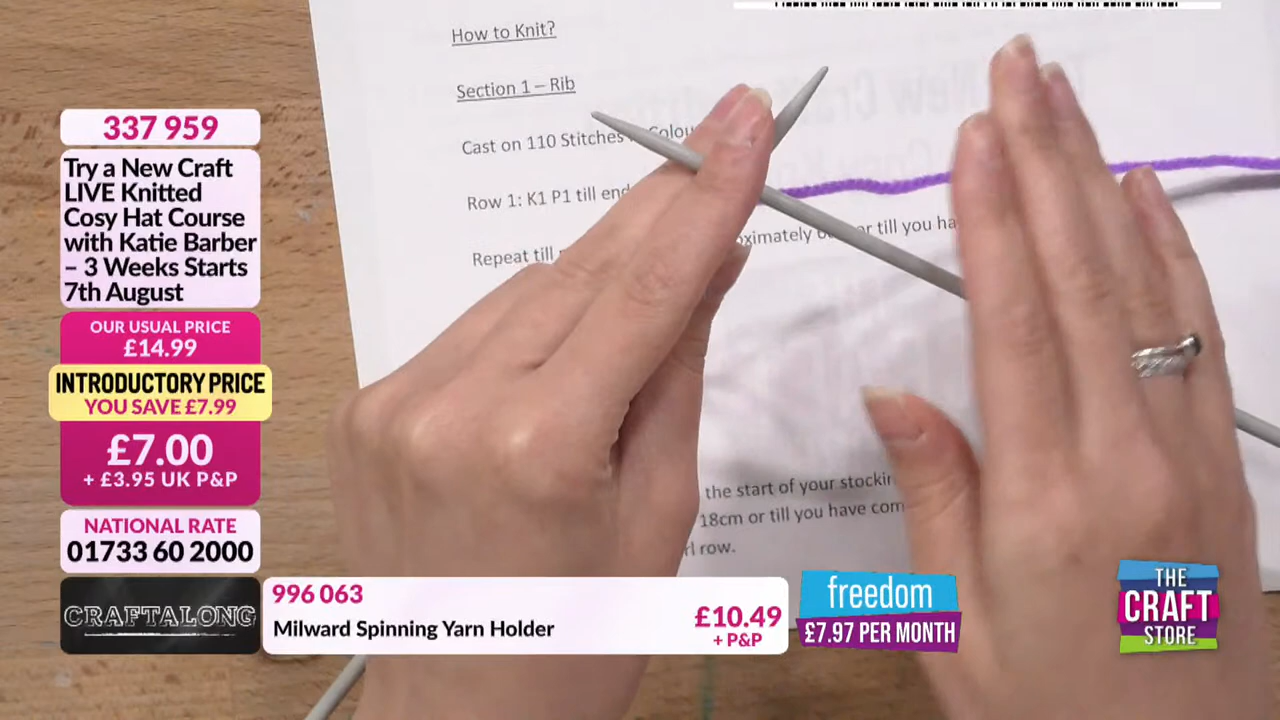 How to Knit?
Section 1 – Rib
Cast on 110 Stitches
Row 1: K1 P1 till end
Repeat till
or till you ha
the start of your
18cm or till you have com
row.
337 959
Try a New Craft
LIVE Knitted
Cosy Hat Course
with Katie Barber
– 3 Weeks Starts
7th August
OUR USUAL PRICE
£14.99
INTRODUCTORY PRICE
YOU SAVE £7.99
£7.00
+ £3.95 UK P&P
NATIONAL RATE
01733 60 2000
CRAFTALONG
996 063
Milward Spinning Yarn Holder
£10.49
+ P&P
freedom
£7.97 PER MONTH
THE
CRAFT
STORE